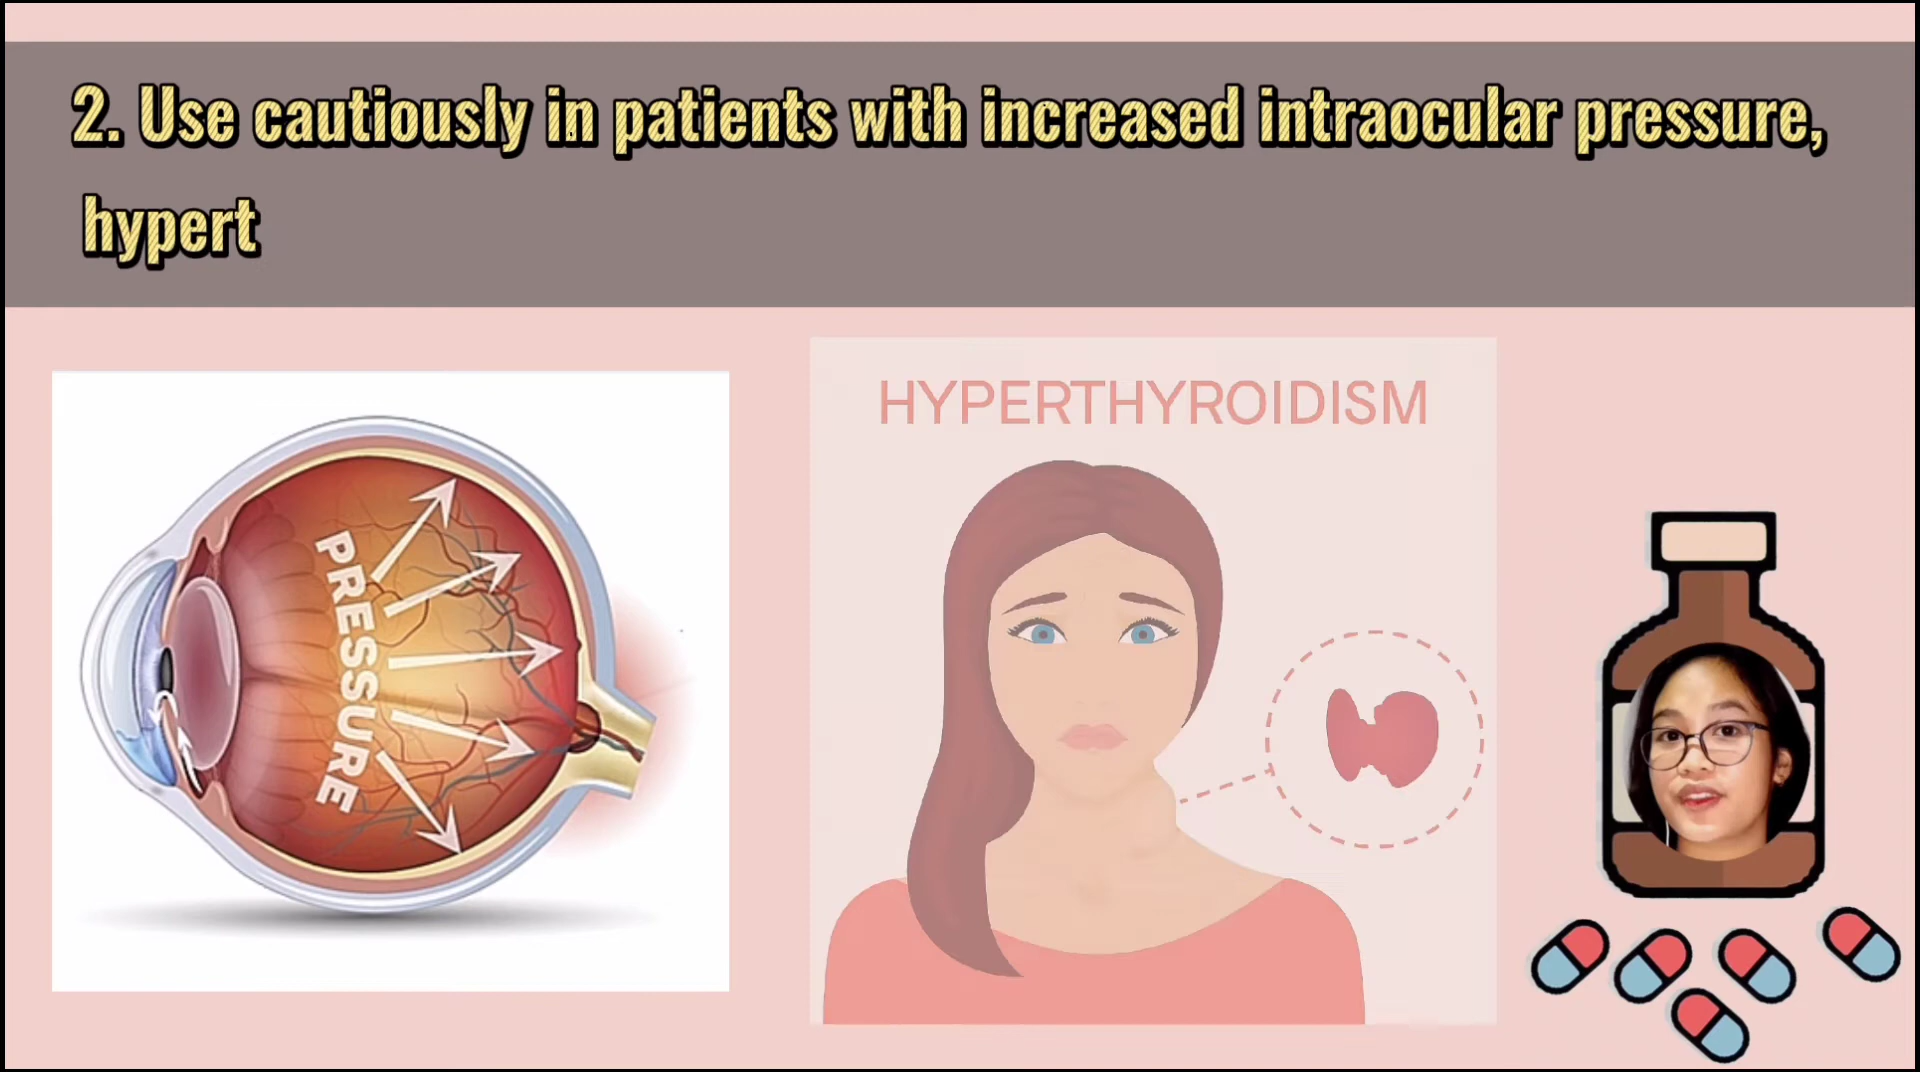 2. Use cautiously in patients with increased intraocular pressure,
hypert
PRESSURE
HYPERTHYROIDISM